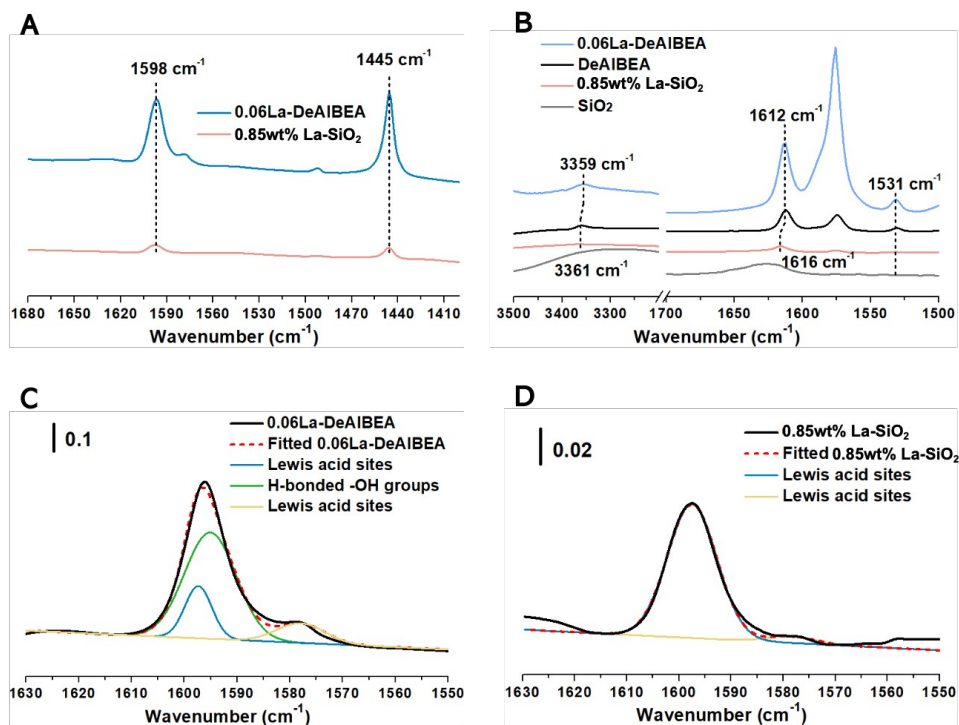 A
1598 cm⁻¹
1445 cm⁻¹
0.06La-DeAlBEA
0.85wt% La-SiO₂
1680 1640 1600 1560 1520 1480 1440 1410
Wavenumber (cm⁻¹)
B
0.06La-DeAlBEA
DeAlBEA
0.85wt% La-SiO₂
SiO₂
1612 cm⁻¹
3359 cm⁻¹
1531 cm⁻¹
3361 cm⁻¹
1616 cm⁻¹
3500 3400 3300 1700 1650 1600 1550 1500
Wavenumber (cm⁻¹)
C
0.1
0.06La-DeAlBEA
Fitted 0.06La-DeAlBEA
Lewis acid sites
H-bonded -OH groups
Lewis acid sites
1630 1620 1610 1600 1590 1580 1570 1560 1550
Wavenumber (cm⁻¹)
D
0.02
0.85wt% La-SiO₂
Fitted 0.85wt% La-SiO₂
Lewis acid sites
Lewis acid sites
1630 1620 1610 1600 1590 1580 1570 1560 1550
Wavenumber (cm⁻¹)